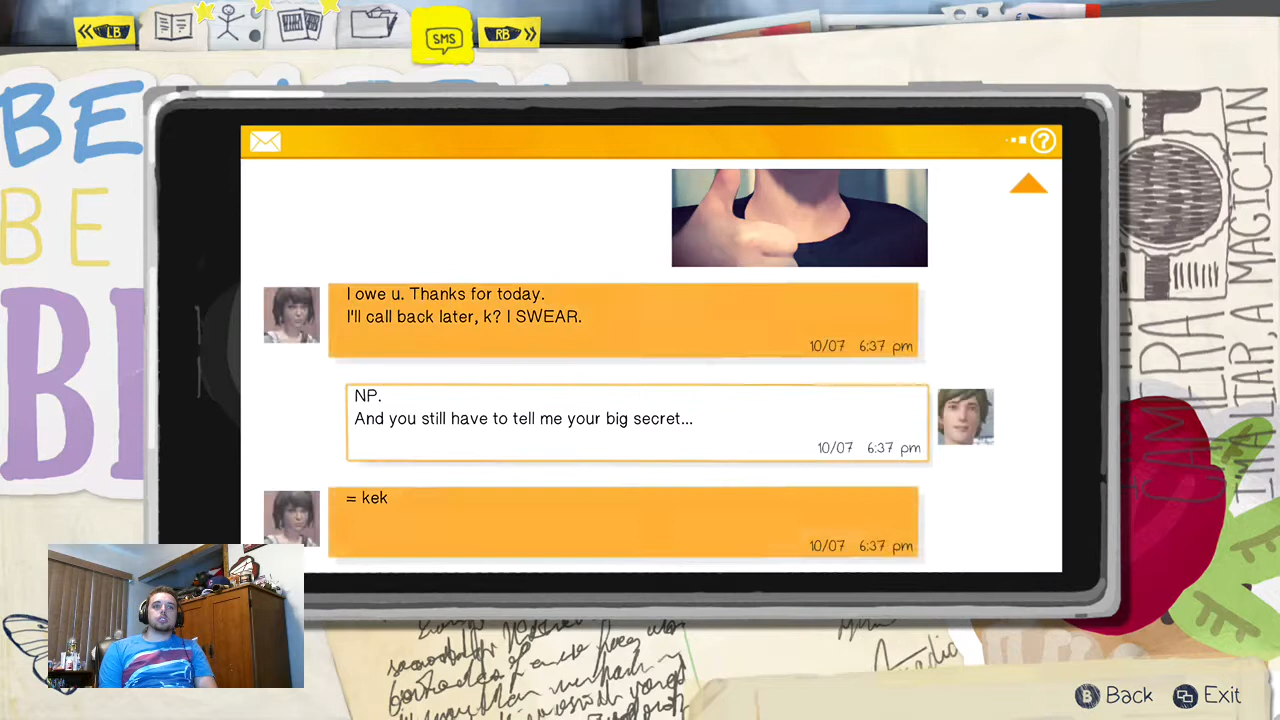 LB
SMS
RB
BE
BE
I owe u. Thanks for today.
I'll call back later, k? I SWEAR.
10/07 6:37 pm
NP.
And you still have to tell me your big secret...
10/07 6:37 pm
= kek
10/07 6:37 pm
CAMERA
LIAR, A MAGICIAN
B Back
Exit